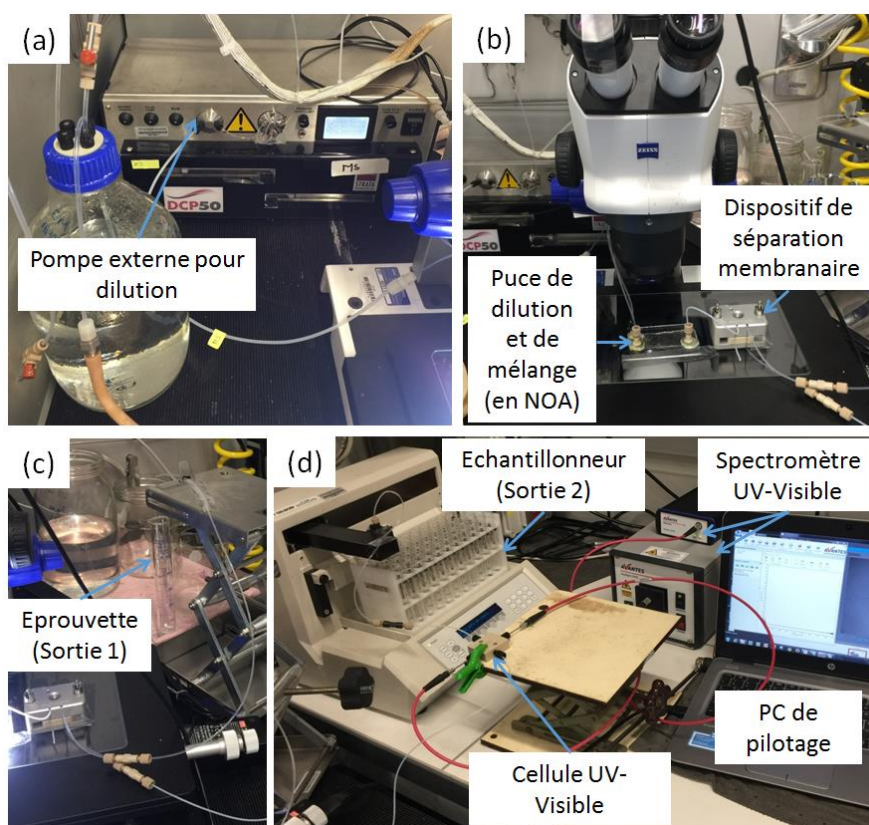 (a)
MS
DCP50
Pompe externe pour
dilution
(b)
ZEISS
DCP50
Dispositif de
séparation
membranaire
Puce de
dilution
et de
mélange
(en NOA)
(c)
Eprouvette
(Sortie 1)
(d)
Echantillonneur
(Sortie 2)
Spectromètre
UV-Visible
AVANTES
PC de
pilotage
Cellule UV-
Visible